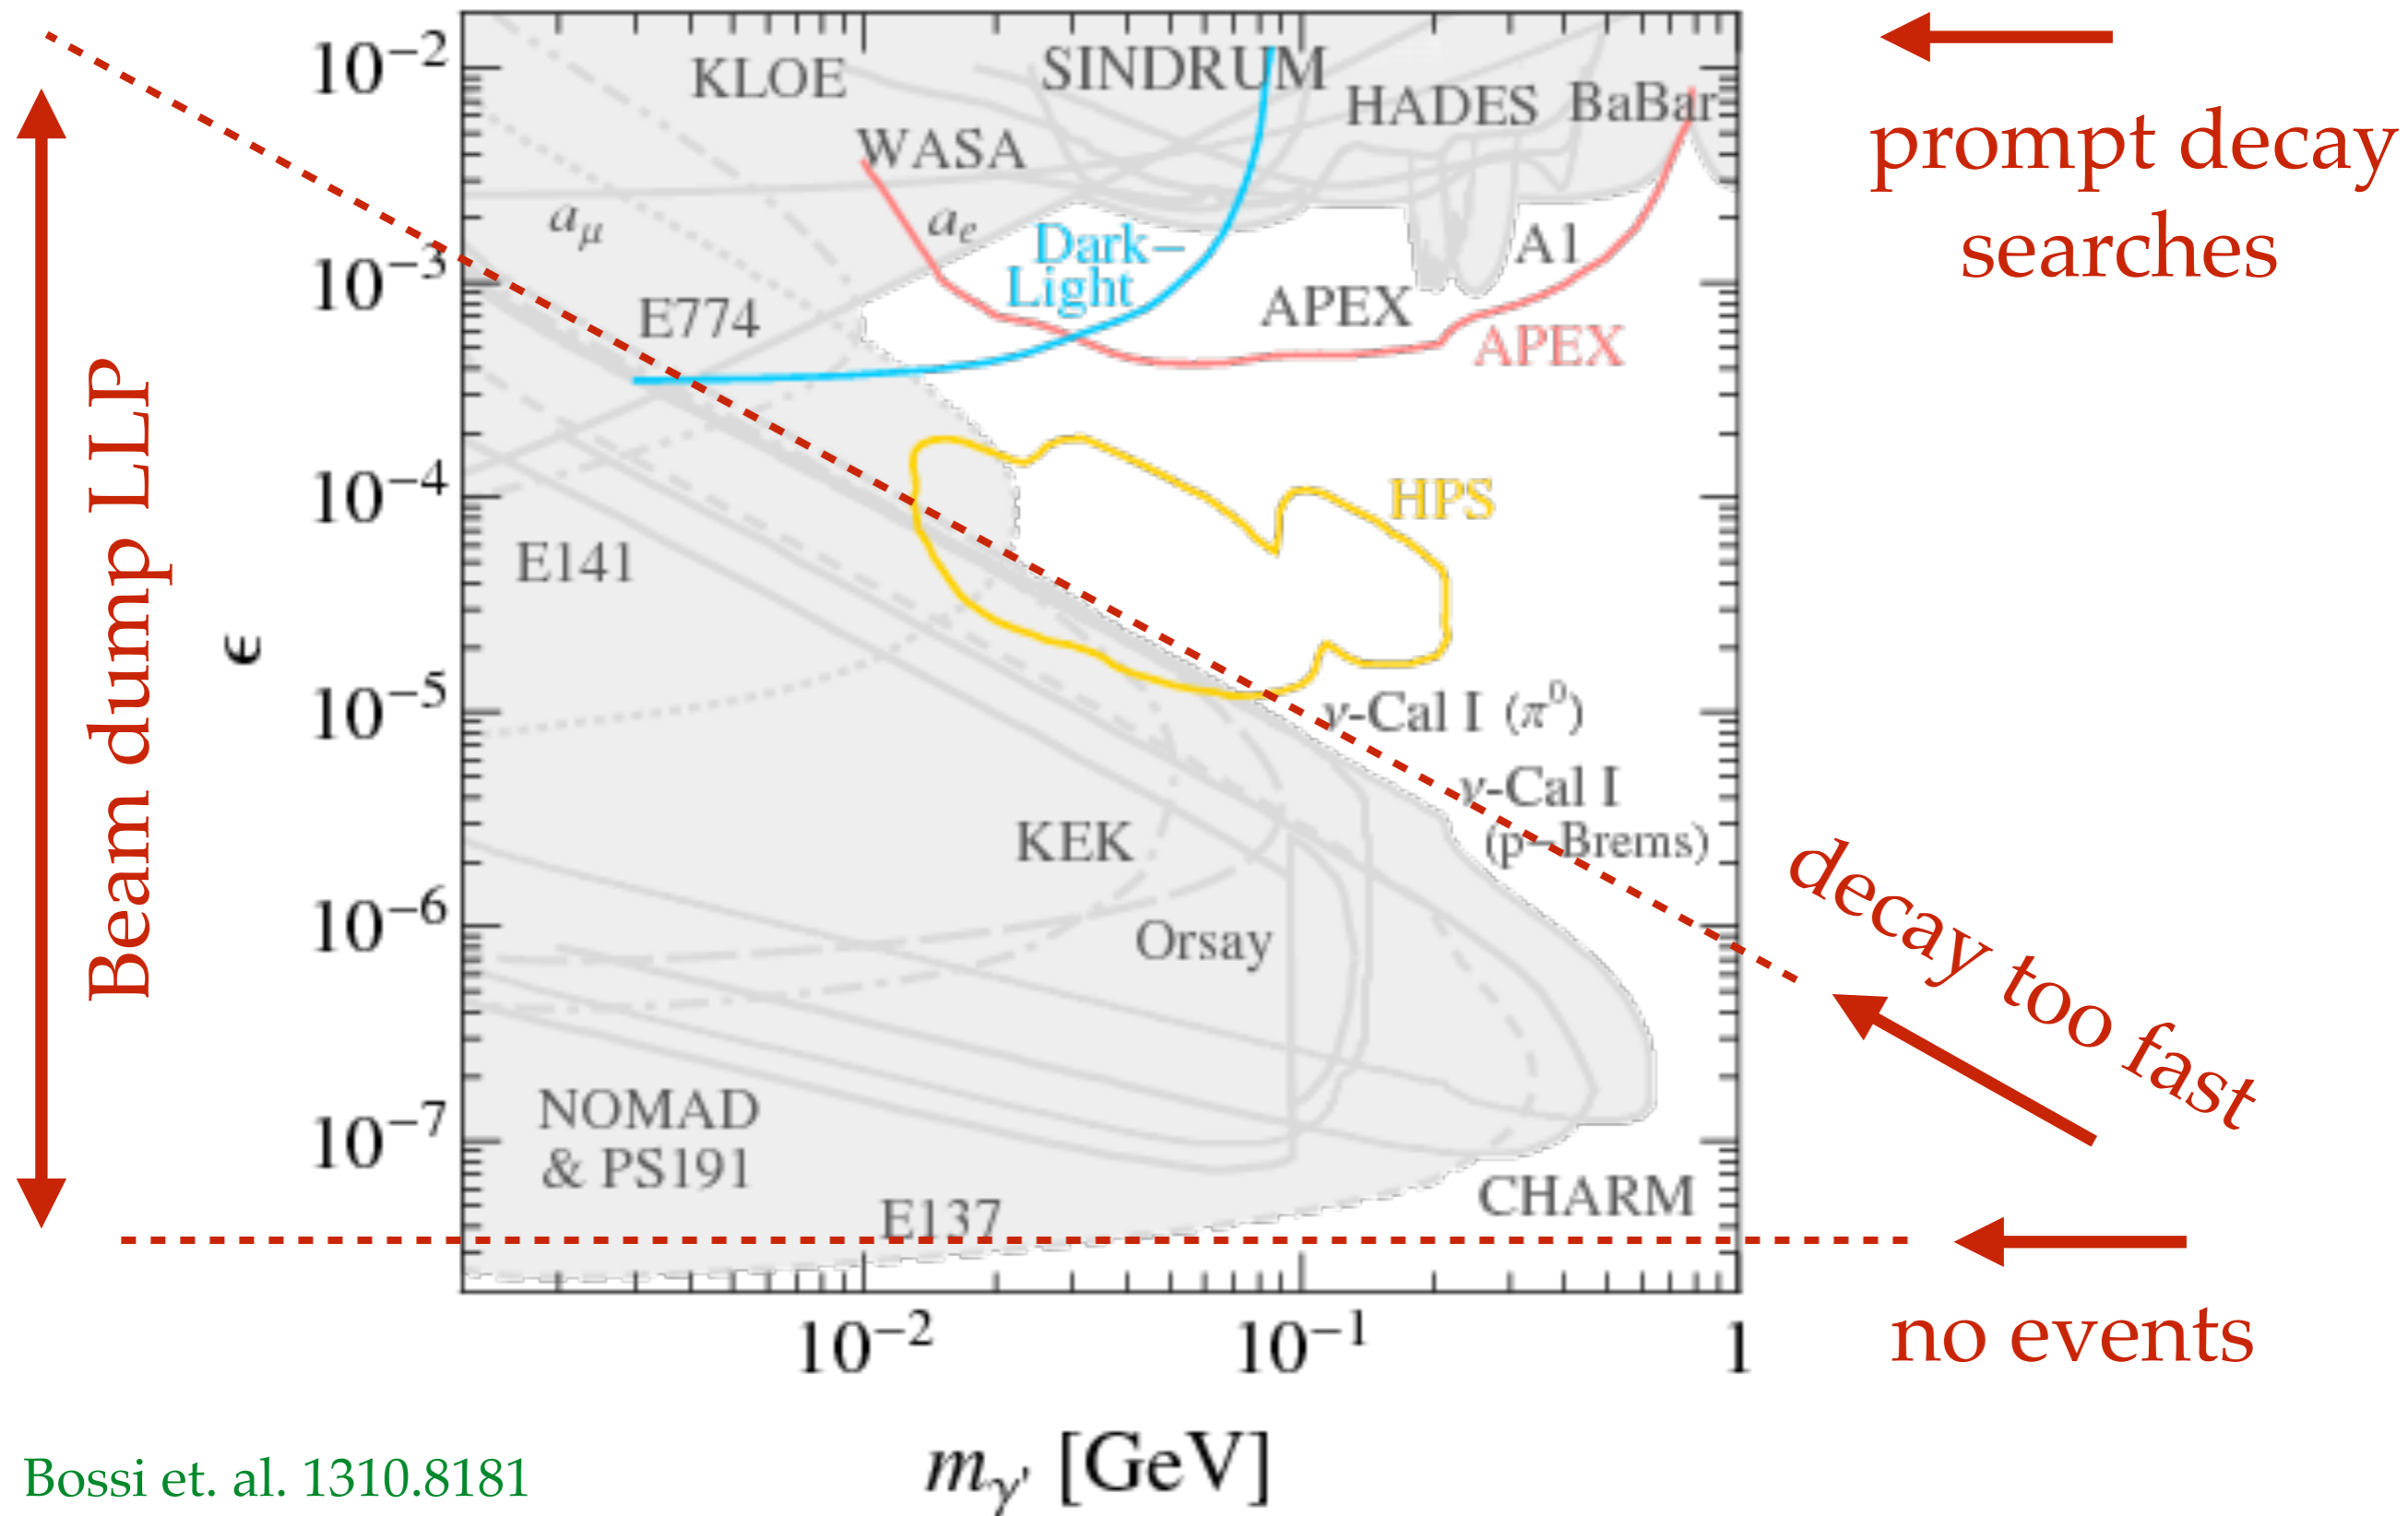 10⁻²
10⁻³
10⁻⁴
10⁻⁵
10⁻⁶
10⁻⁷
ϵ
Beam dump LLP
KLOE
SINDRUM
HADES
BaBar
WASA
aμ
ae
Dark–
Light
A1
APEX
APEX
E774
HPS
E141
ν-Cal I (π⁰)
ν-Cal I
(p–Brems)
KEK
Orsay
NOMAD
& PS191
E137
CHARM
10⁻²
10⁻¹
1
mγ' [GeV]
prompt decay
searches
decay too fast
no events
Bossi et. al. 1310.8181